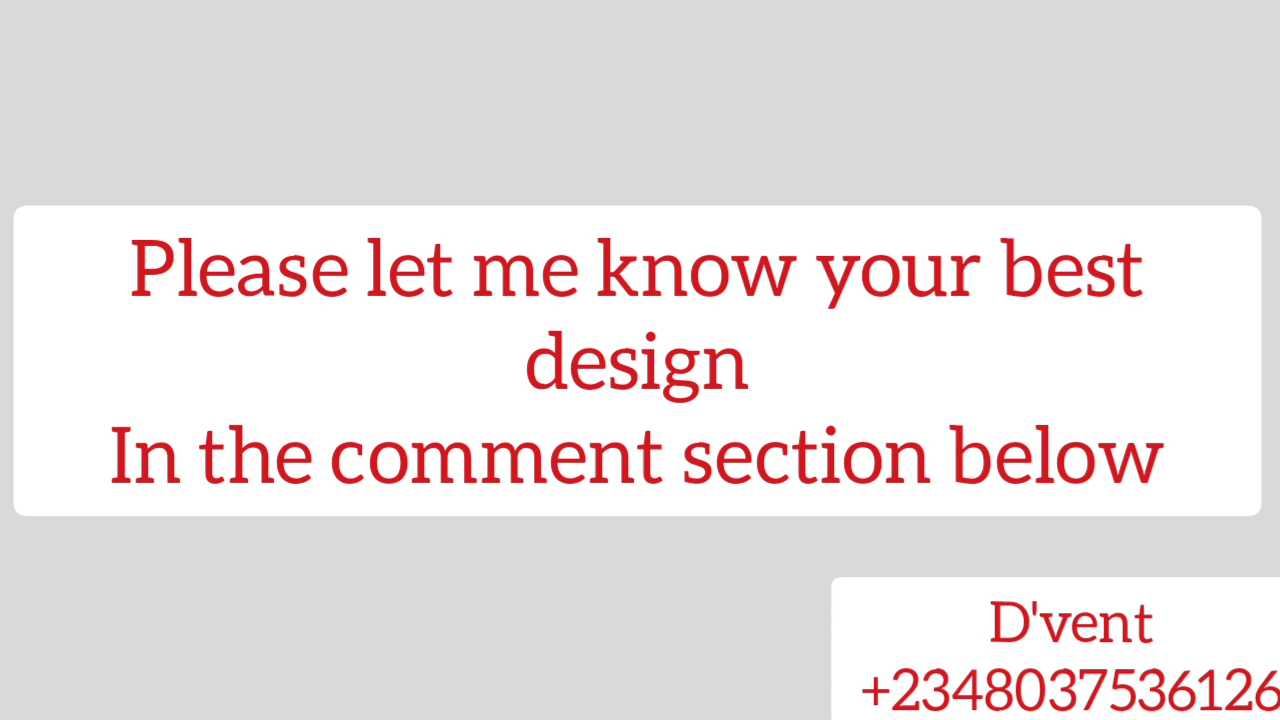 Please let me know your best
design
In the comment section below
D'vent
+2348037536126